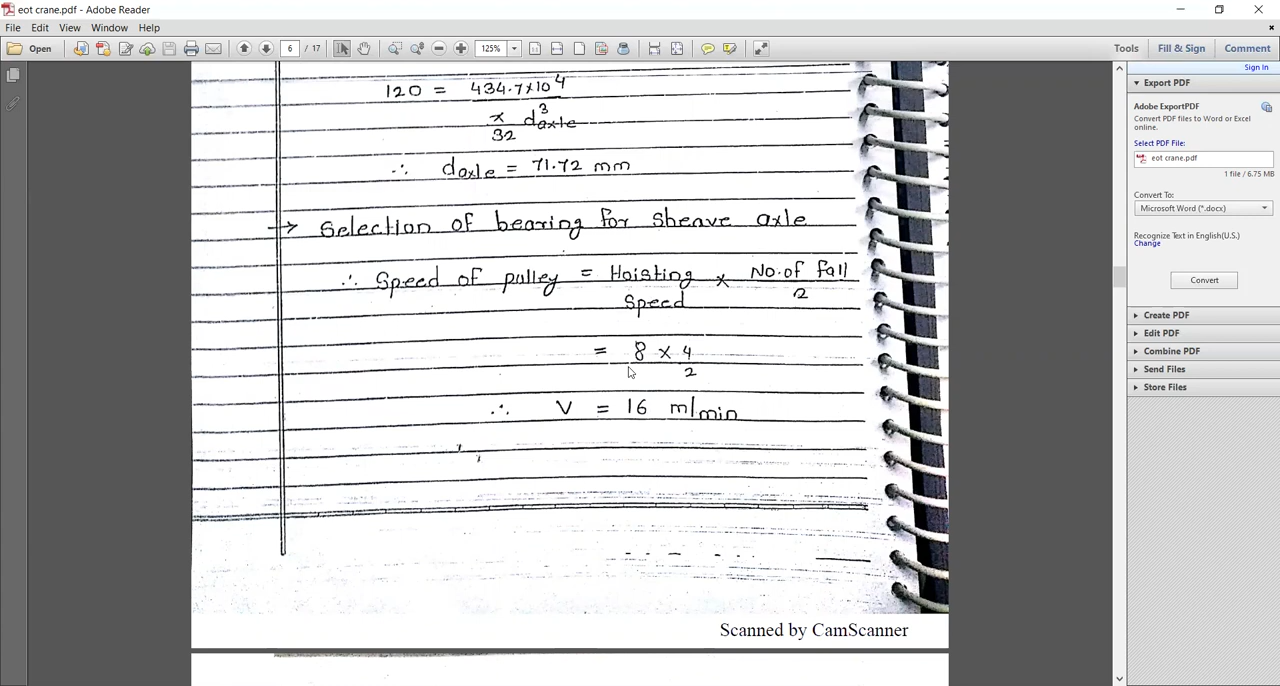 eot crane.pdf - Adobe Reader
File Edit View Window Help
Open 6 / 17 125% Tools Fill & Sign Comment
Sign In
Export PDF
Adobe ExportPDF
Convert PDF files to Word or Excel
online.
Select PDF File:
eot crane.pdf
1 file / 6.75 MB
Convert To:
Microsoft Word (*.docx)
Recognize Text in English(U.S.)
Change
Convert
Create PDF
Edit PDF
Combine PDF
Send Files
Store Files
120 = 434.7x10^4
π/32 d³axle
∴ daxle = 71.72 mm
→ Selection of bearing for sheave axle
∴ Speed of pulley = Hoisting x No. of fall
Speed 2
= 8 x 4
2
∴ V = 16 m/min
Scanned by CamScanner